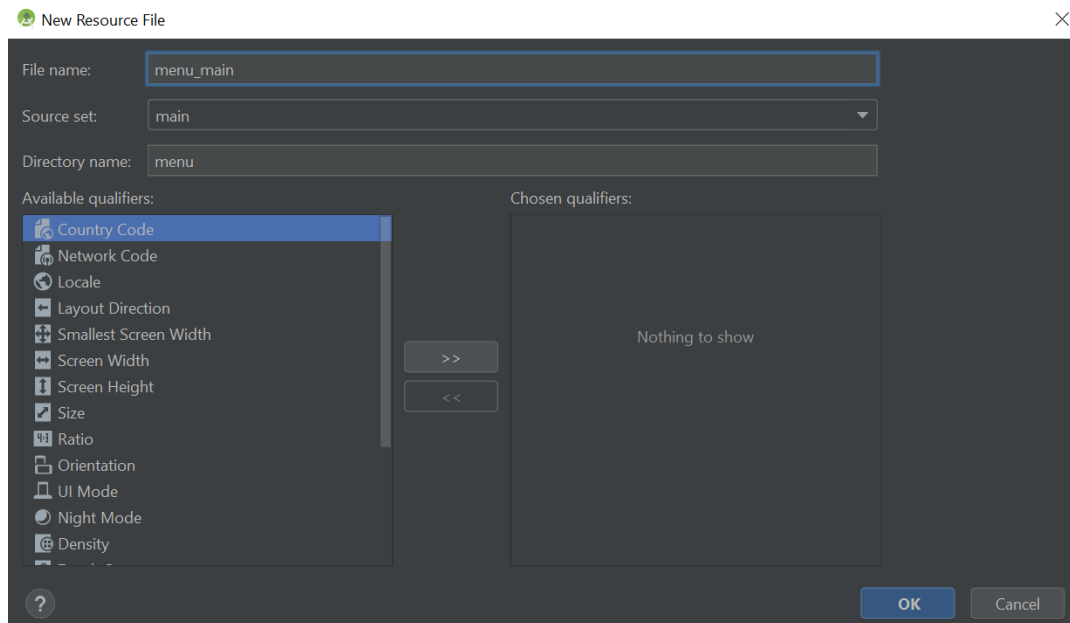 New Resource File
File name: menu_main
Source set: main
Directory name: menu
Available qualifiers: Chosen qualifiers:
Country Code
Network Code
Locale
Layout Direction
Smallest Screen Width
Screen Width
Nothing to show
>>
Screen Height
<<
Size
Ratio
Orientation
UI Mode
Night Mode
Density
?
OK Cancel